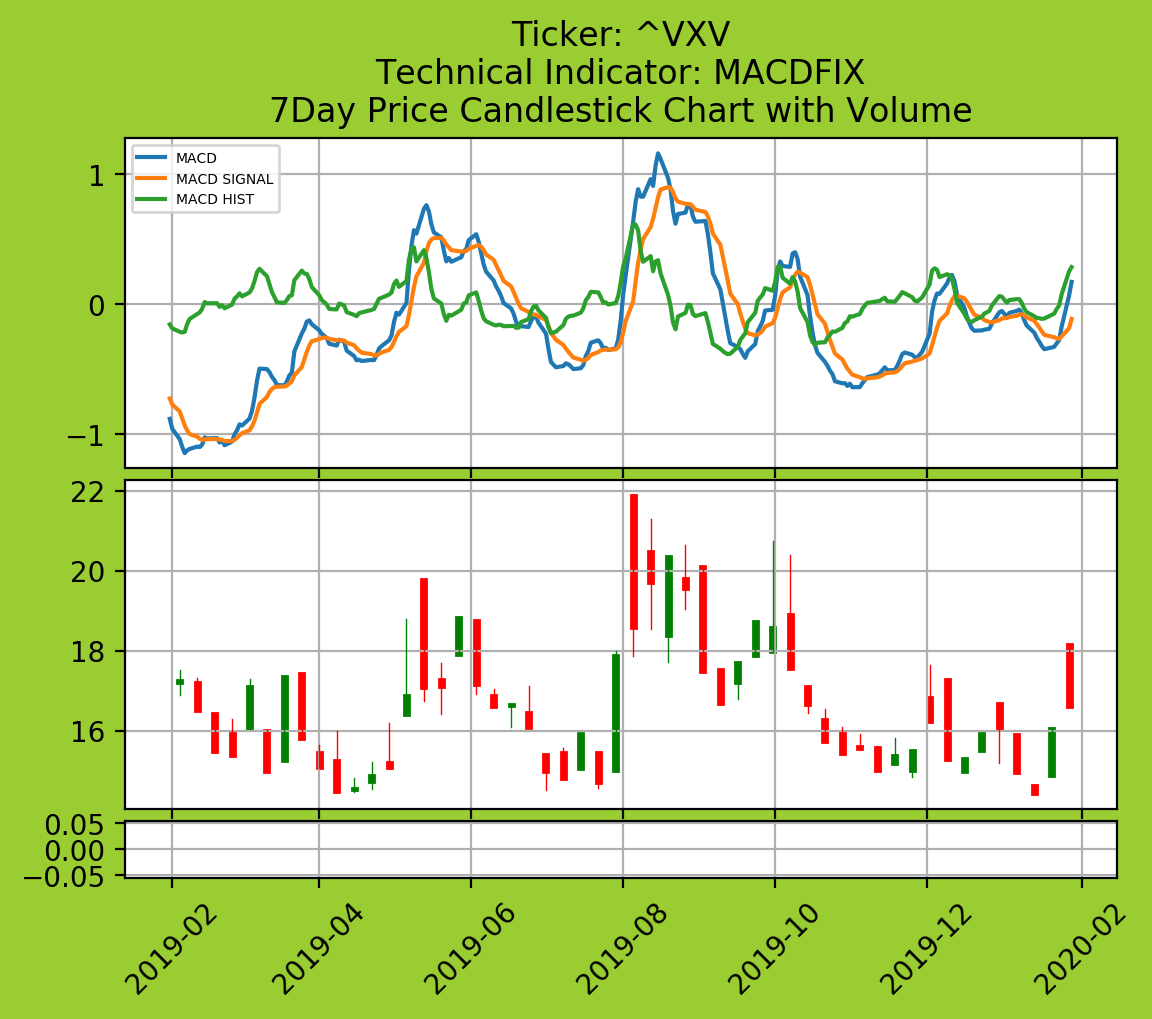 Ticker: ^VXV
Technical Indicator: MACDFIX
7Day Price Candlestick Chart with Volume
MACD
MACD SIGNAL
MACD HIST
1
0
−1
22
20
18
16
0.05
0.00
−0.05
2019-02
2019-04
2019-06
2019-08
2019-10
2019-12
2020-02